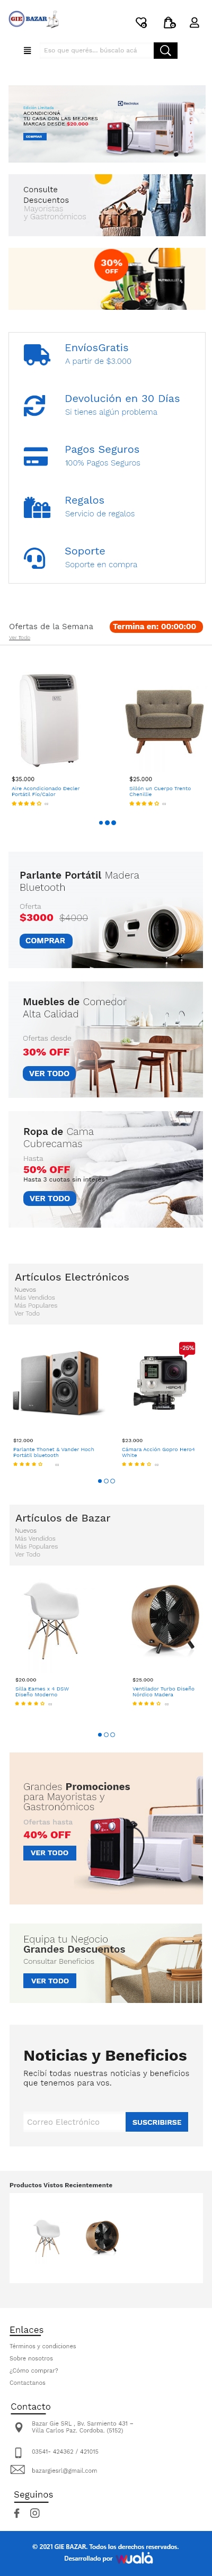 GIE BAZAR
Eso que querés... búscalo acá
Edición Limitada
ACONDICIONÁ
TU CASA CON LAS MEJORES
MARCAS DESDE $20.000
COMPRAR
Electrolux
Consulte
Descuentos
Mayoristas
y Gastronómicos
30%
OFF
EnvíosGratis
A partir de $3.000
Devolución en 30 Días
Si tienes algún problema
Pagos Seguros
100% Pagos Seguros
Regalos
Servicio de regalos
Soporte
Soporte en compra
Ofertas de la Semana
Termina en: 00:00:00
Ver Todo
$35.000
Aire Acondicionado Decler
Portátil Fío/Calor
$25.000
Sillón un Cuerpo Trento
Chenille
Parlante Portátil Madera
Bluetooth
Oferta
$3000 $4000
COMPRAR
Muebles de Comedor
Alta Calidad
Ofertas desde
30% OFF
VER TODO
Ropa de Cama
Cubrecamas
Hasta
50% OFF
Hasta 3 cuotas sin interés*
VER TODO
Artículos Electrónicos
Nuevos
Más Vendidos
Más Populares
Ver Todo
-25%
$12.000
Parlante Thonet & Vander Hoch
Portátil bluetooth
$23.000
Cámara Acción Gopro Hero4
White
Artículos de Bazar
Nuevos
Más Vendidos
Más Populares
Ver Todo
$20.000
Silla Eames x 4 DSW
Diseño Moderno
$25.000
Ventilador Turbo Diseño
Nórdico Madera
Grandes Promociones
para Mayoristas y
Gastronómicos
Ofertas hasta
40% OFF
VER TODO
Equipa tu Negocio
Grandes Descuentos
Consultar Beneficios
VER TODO
Noticias y Beneficios
Recibí todas nuestras noticias y beneficios
que tenemos para vos.
Correo Electrónico
SUSCRIBIRSE
Productos Vistos Recientemente
Enlaces
Términos y condiciones
Sobre nosotros
¿Cómo comprar?
Contactanos
Contacto
Bazar Gie SRL , Bv. Sarmiento 431 –
Villa Carlos Paz. Cordoba. (5152)
03541- 424362 / 421015
bazargiesrl@gmail.com
Seguinos
© 2021 GIE BAZAR. Todos los derechos reservados.
Desarrollado por Wualá